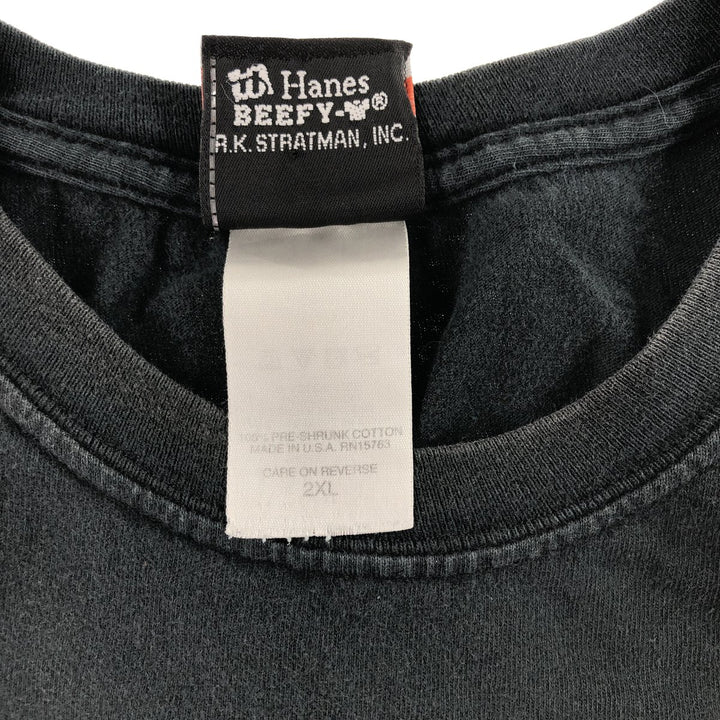 Hanes
BEEFY-®
R.K. STRATMAN, INC.
100% PRE-SHRUNK COTTON
MADE IN U.S.A. RN15763
CARE ON REVERSE
2XL